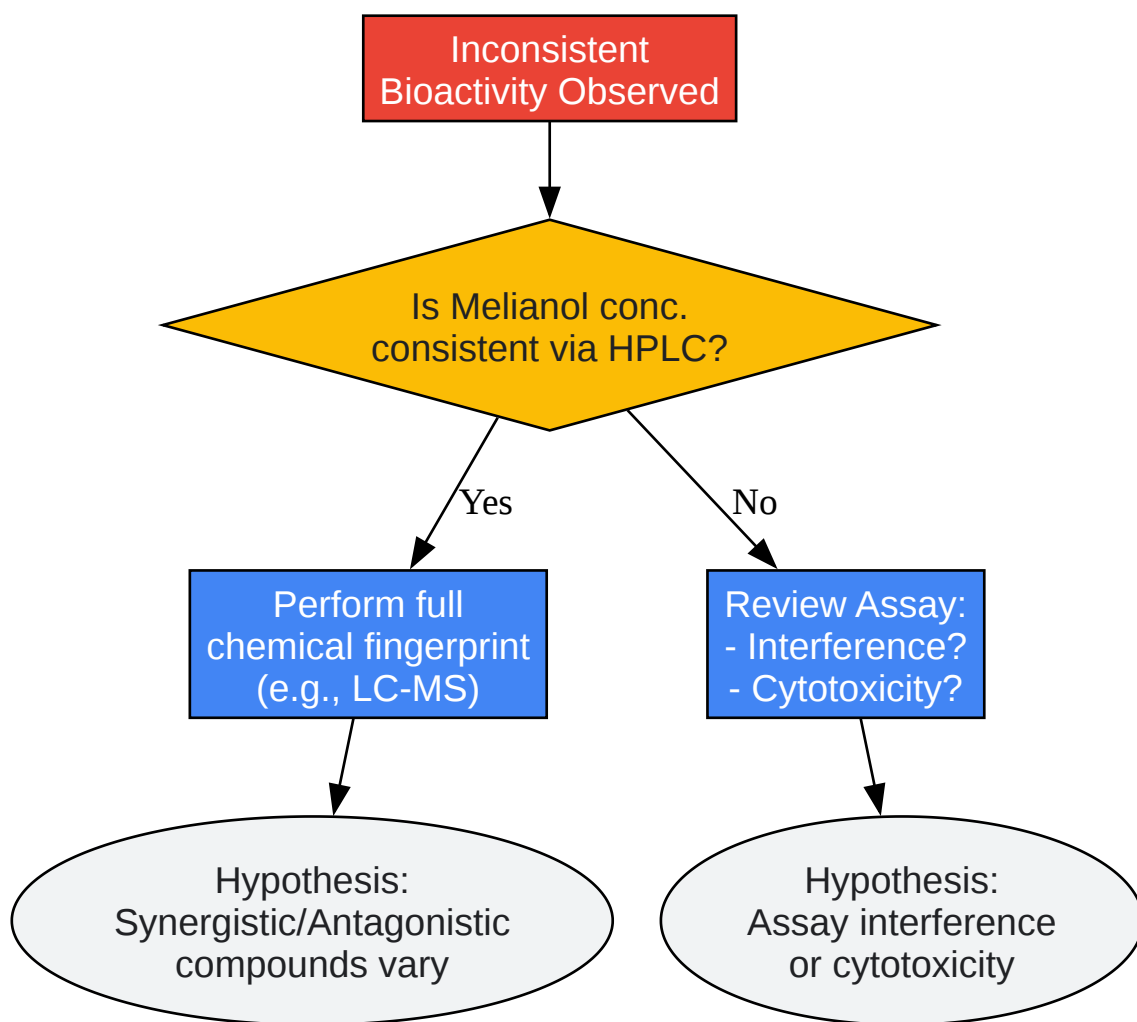 Inconsistent
Bioactivity Observed
Is Melianol conc.
consistent via HPLC?
Yes
No
Perform full
chemical fingerprint
(e.g., LC-MS)
Review Assay:
- Interference?
- Cytotoxicity?
Hypothesis:
Synergistic/Antagonistic
compounds vary
Hypothesis:
Assay interference
or cytotoxicity